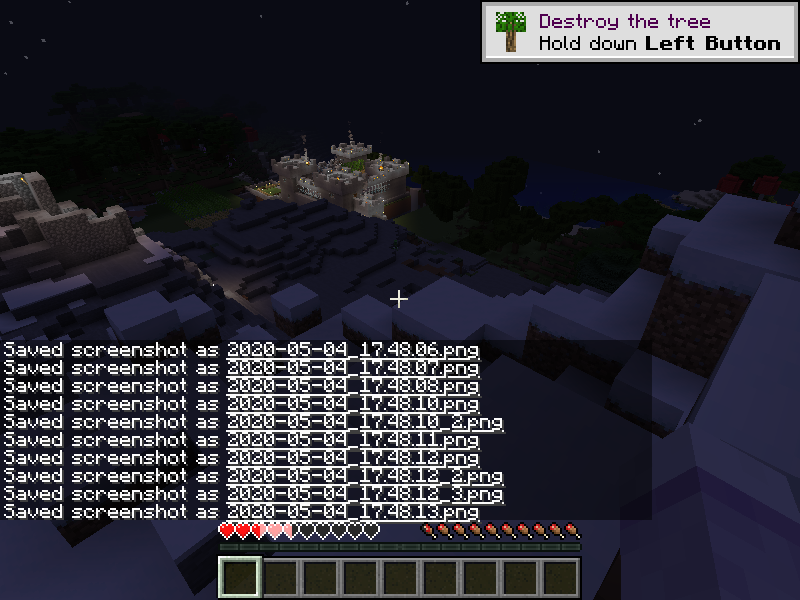 Destroy the tree
Hold down Left Button
Saved screenshot as 2020-05-04_17.48.06.png
Saved screenshot as 2020-05-04_17.48.07.png
Saved screenshot as 2020-05-04_17.48.08.png
Saved screenshot as 2020-05-04_17.48.10.png
Saved screenshot as 2020-05-04_17.48.10_2.png
Saved screenshot as 2020-05-04_17.48.11.png
Saved screenshot as 2020-05-04_17.48.12.png
Saved screenshot as 2020-05-04_17.48.12_2.png
Saved screenshot as 2020-05-04_17.48.12_3.png
Saved screenshot as 2020-05-04_17.48.13.png